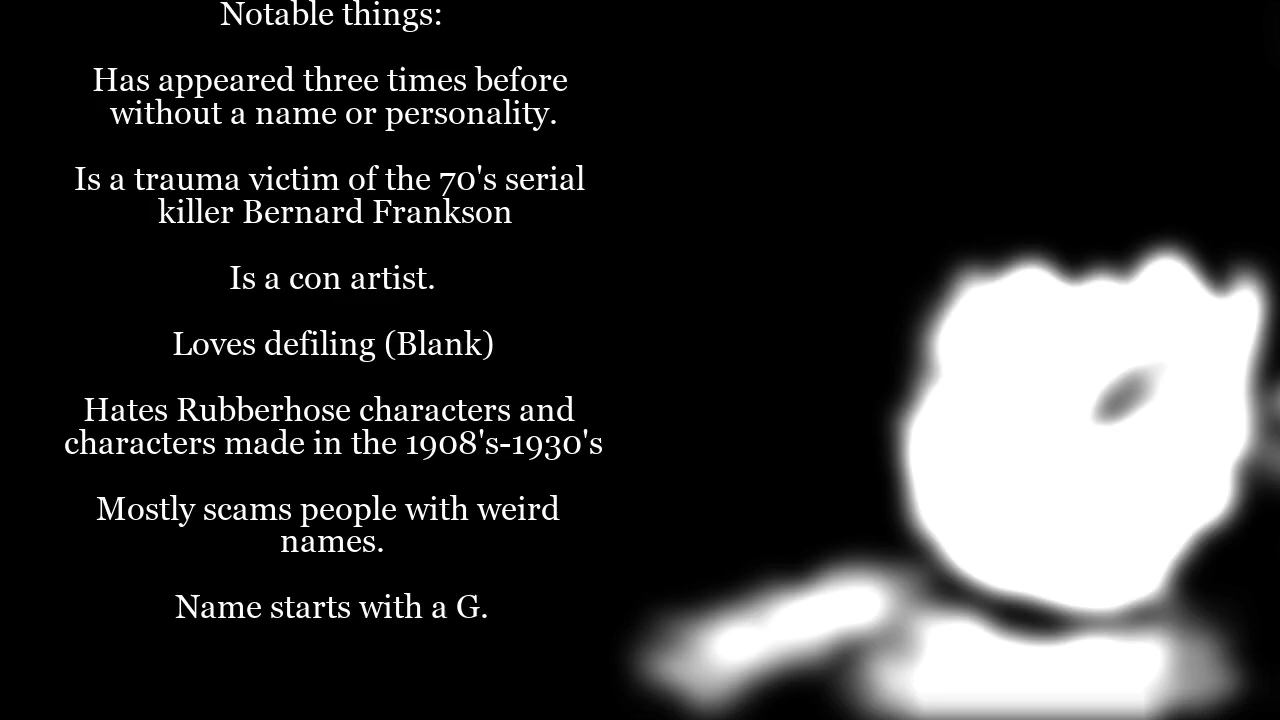 Notable things:
Has appeared three times before
without a name or personality.
Is a trauma victim of the 70's serial
killer Bernard Frankson
Is a con artist.
Loves defiling (Blank)
Hates Rubberhose characters and
characters made in the 1908's-1930's
Mostly scams people with weird
names.
Name starts with a G.